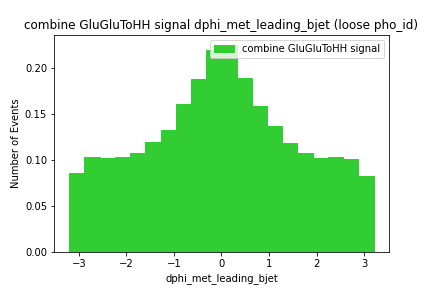 combine GluGluToHH signal dphi_met_leading_bjet (loose pho_id)
combine GluGluToHH signal
Number of Events
0.20
0.15
0.10
0.05
0.00
−3 −2 −1 0 1 2 3
dphi_met_leading_bjet